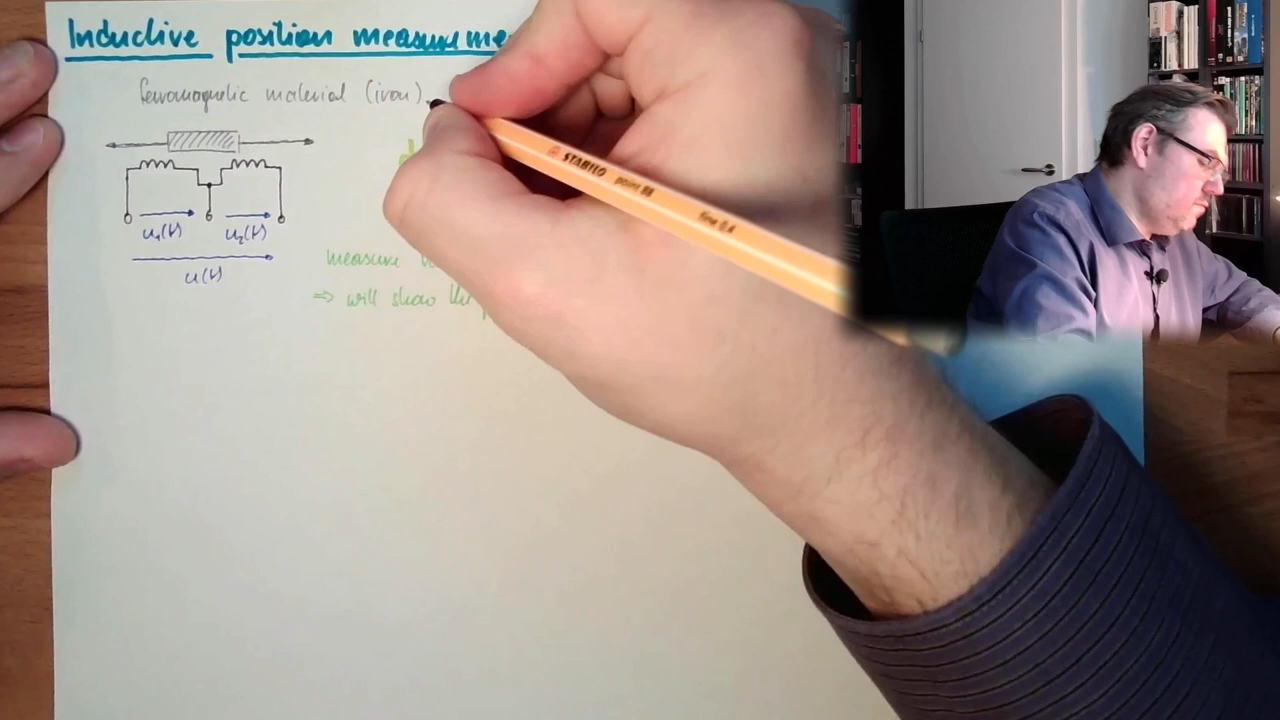 Inductive position measureme
ferromagnetic material (iron)
u₁(t) u₂(t)
u(t)
measure
⇒ will show the
STABILO point 88 fine 0,4